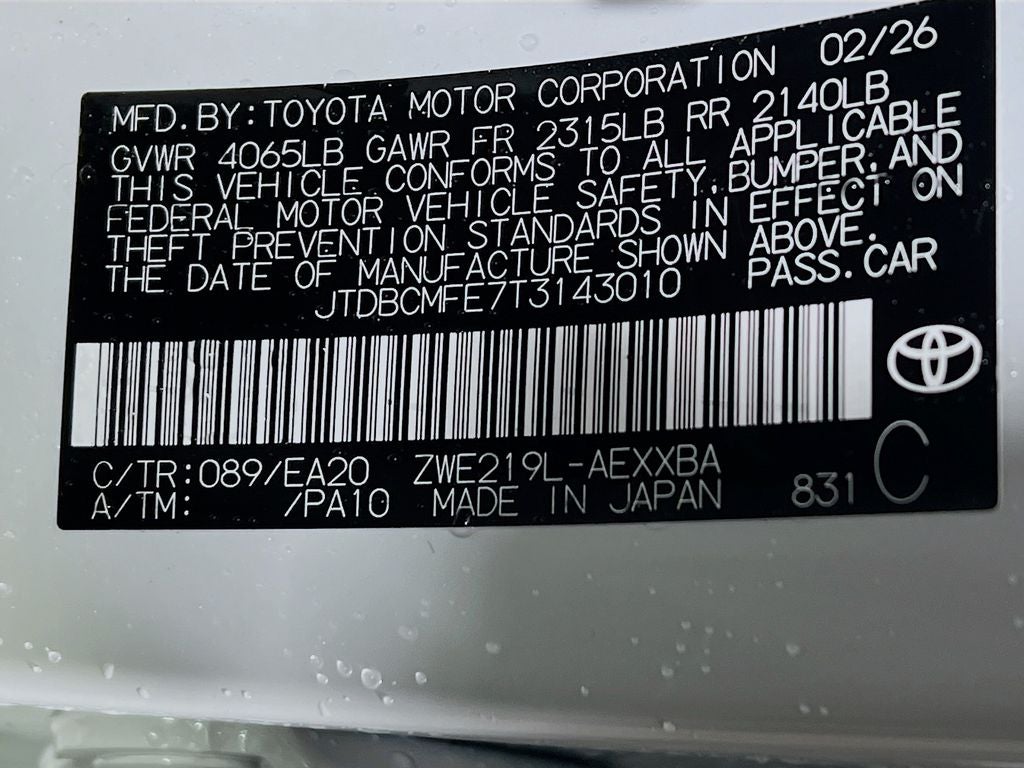 MFD. BY: TOYOTA MOTOR CORPORATION 02/26
GVWR 4065LB GAWR FR 2315LB RR 2140LB
THIS VEHICLE CONFORMS TO ALL APPLICABLE
FEDERAL MOTOR VEHICLE SAFETY, BUMPER, AND
THEFT PREVENTION STANDARDS IN EFFECT ON
THE DATE OF MANUFACTURE SHOWN ABOVE.
JTDBCMFE7T3143010 PASS. CAR
C/TR: 089/EA20 ZWE219L-AEXXBA
A/TM: /PA10 MADE IN JAPAN 831 C